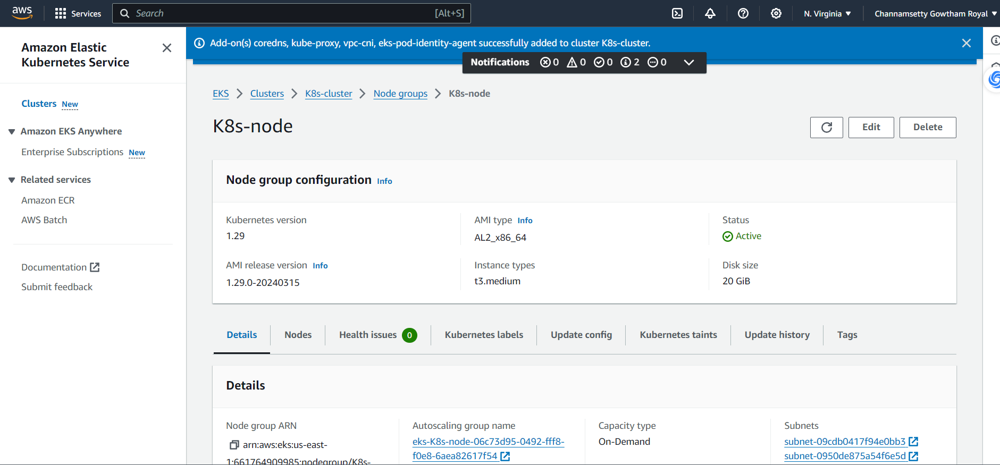 aws
Services
Search
[Alt+S]
N. Virginia
Channamsetty Gowtham Royal
Amazon Elastic
Kubernetes Service
Add-on(s) coredns, kube-proxy, vpc-cni, eks-pod-identity-agent successfully added to cluster K8s-cluster.
Notifications 0 0 0 2 0
Clusters New
Amazon EKS Anywhere
Enterprise Subscriptions New
Related services
Amazon ECR
AWS Batch
Documentation
Submit feedback
EKS Clusters K8s-cluster Node groups K8s-node
K8s-node
Edit
Delete
Node group configuration Info
Kubernetes version
1.29
AMI type Info
AL2_x86_64
Status
Active
AMI release version Info
1.29.0-20240315
Instance types
t3.medium
Disk size
20 GiB
Details
Nodes
Health issues 0
Kubernetes labels
Update config
Kubernetes taints
Update history
Tags
Details
Node group ARN
arn:aws:eks:us-east-
1:661764909985:nodegroup/K8s-
Autoscaling group name
eks-K8s-node-06c73d95-0492-fff8-
f0e8-6aea82617f54
Capacity type
On-Demand
Subnets
subnet-09cdb0417f94e0bb3
subnet-0950de875a54f6e5d